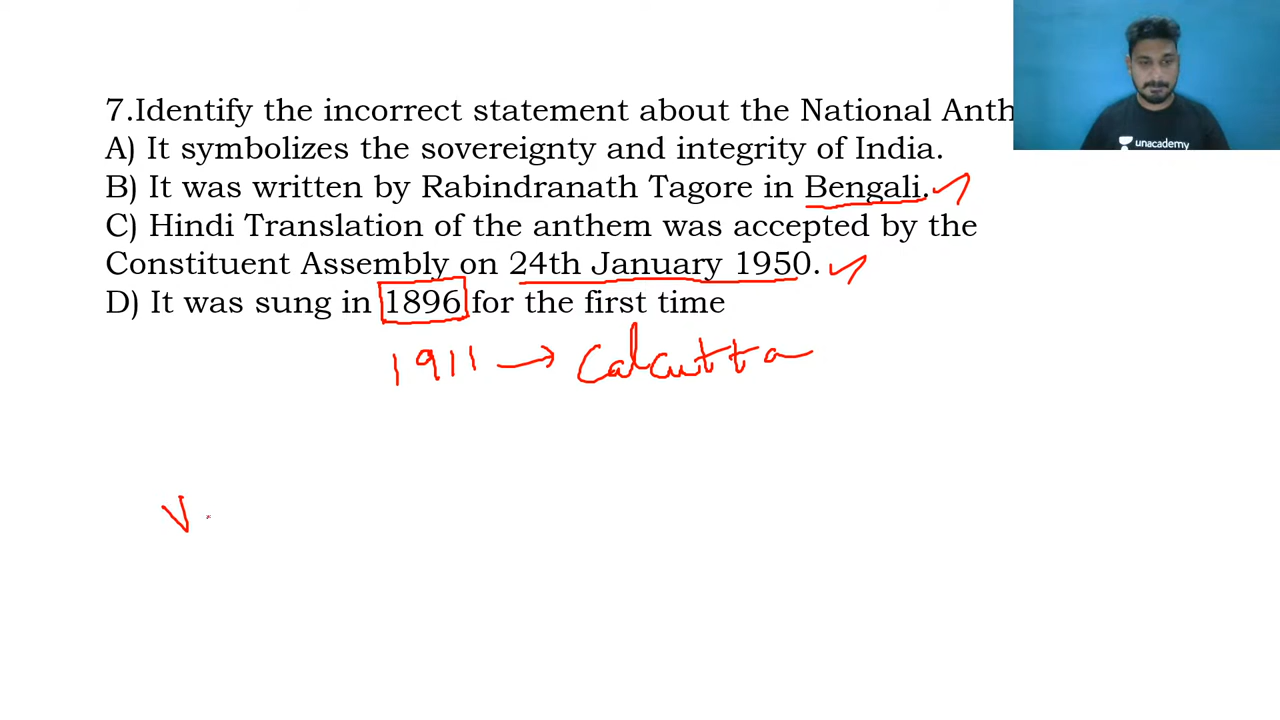 7.Identify the incorrect statement about the National Anth
A) It symbolizes the sovereignty and integrity of India.
B) It was written by Rabindranath Tagore in Bengali.
C) Hindi Translation of the anthem was accepted by the
Constituent Assembly on 24th January 1950.
D) It was sung in 1896 for the first time
1911 → Calcutta
V
unacademy